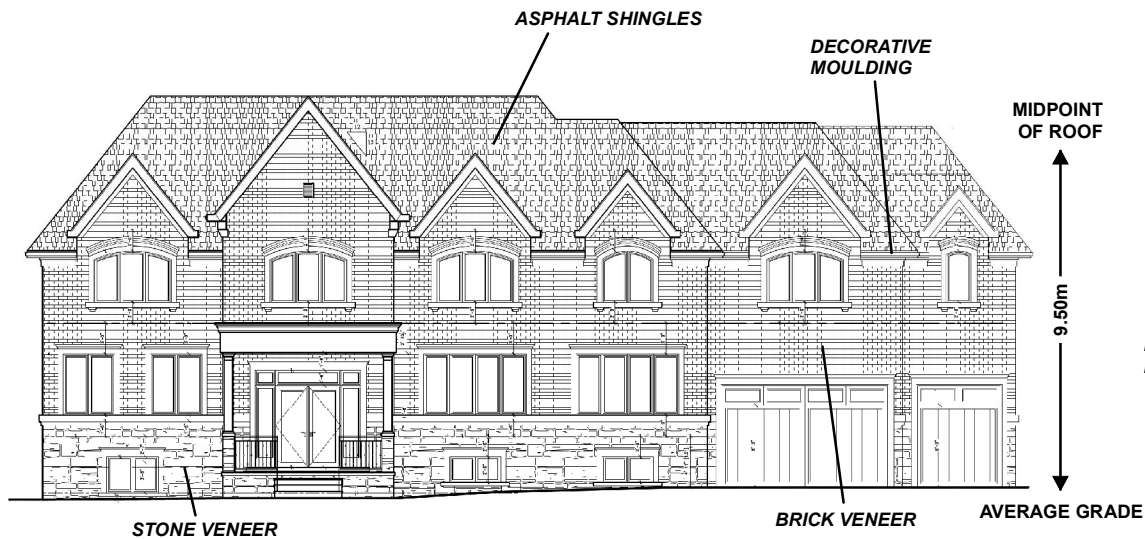 ASPHALT SHINGLES
DECORATIVE
MOULDING
MIDPOINT
OF ROOF
9.50m
AVERAGE GRADE
BRICK VENEER
STONE VENEER